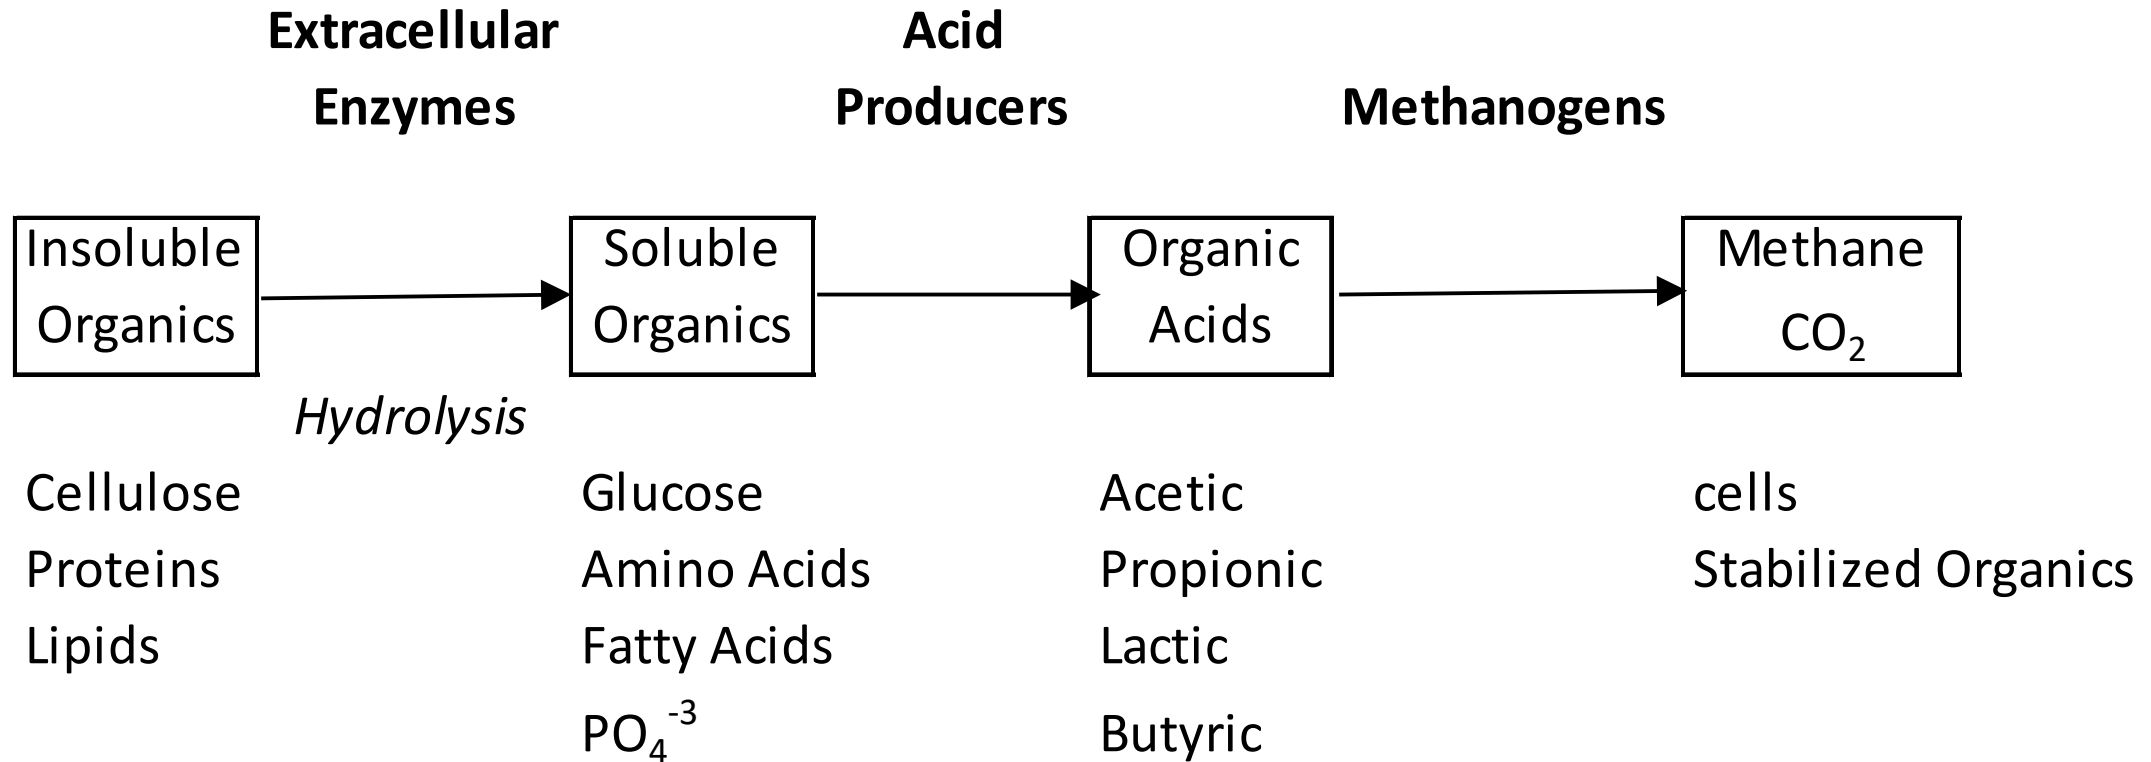 Extracellular
Enzymes
Acid
Producers
Methanogens
Insoluble
Organics
Soluble
Organics
Organic
Acids
Methane
CO₂
Hydrolysis
Cellulose
Proteins
Lipids
Glucose
Amino Acids
Fatty Acids
PO₄⁻³
Acetic
Propionic
Lactic
Butyric
cells
Stabilized Organics